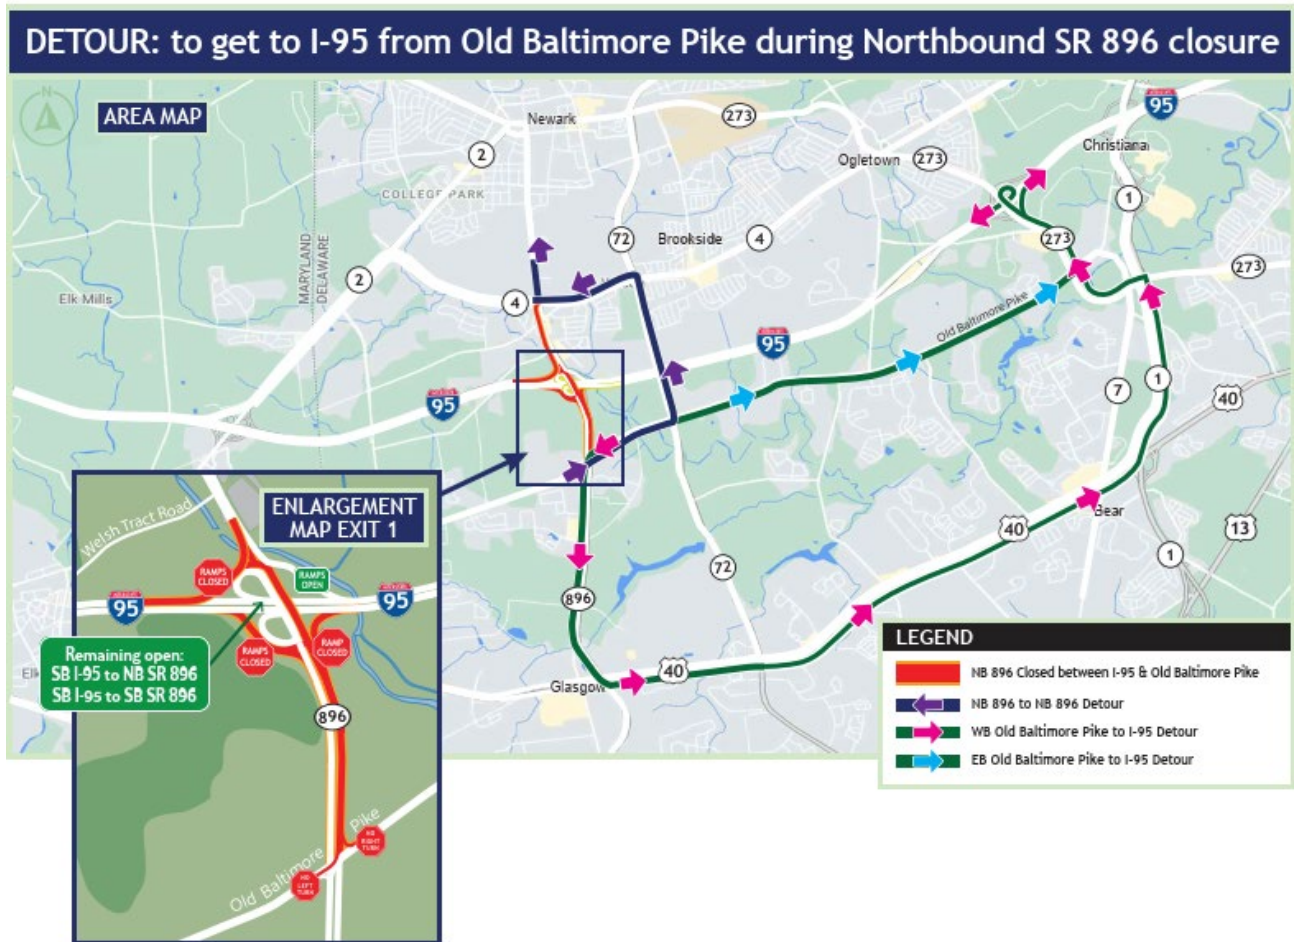 DETOUR: to get to I-95 from Old Baltimore Pike during Northbound SR 896 closure
N
AREA MAP
Newark
273
95
2
Christiana
Ogletown
273
COLLEGE PARK
1
72
Brookside
4
273
273
MARYLAND
DELAWARE
2
Elk Mills
4
Old Baltimore Pike
95
95
7
1
40
ENLARGEMENT
MAP EXIT 1
Bear
40
13
72
1
896
Glasgow
40
Welsh Tract Road
RAMPS
CLOSED
RAMPS
OPEN
95
95
Remaining open:
SB I-95 to NB SR 896
SB I-95 to SB SR 896
RAMPS
CLOSED
RAMP
CLOSED
896
Old Baltimore Pike
NO
RIGHT
TURN
NO
LEFT
TURN
LEGEND
NB 896 Closed between I-95 & Old Baltimore Pike
NB 896 to NB 896 Detour
WB Old Baltimore Pike to I-95 Detour
EB Old Baltimore Pike to I-95 Detour